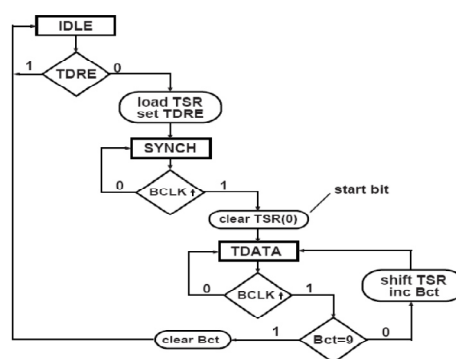 IDLE
1
TDRE
0
load TSR
set TDRE
SYNCH
0
BCLK ↑
1
start bit
clear TSR(0)
TDATA
0
BCLK ↑
1
shift TSR
inc Bct
clear Bct
1
Bct=9
0